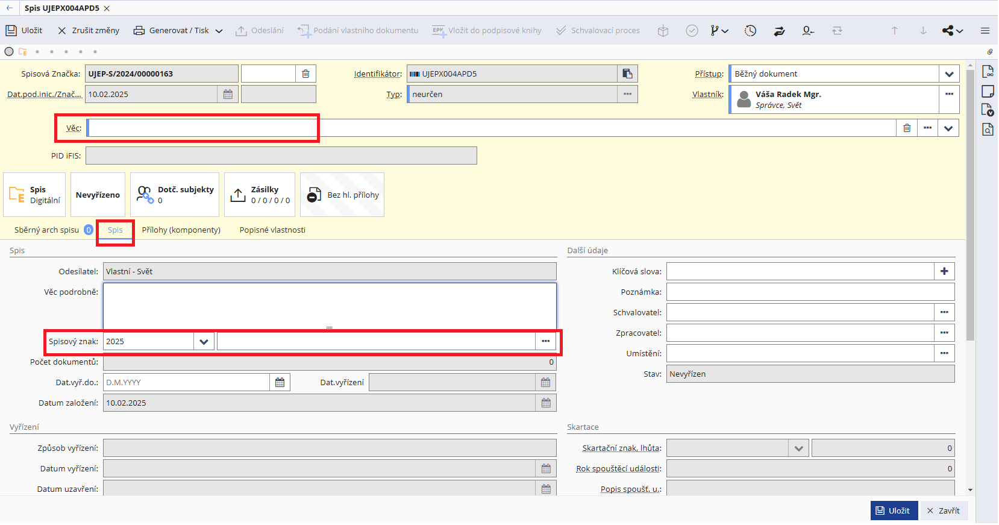 Spis UJEPX004APD5
Uložit Zrušit změny Generovat / Tisk Odeslání Podání vlastního dokumentu EPK Vložit do podpisové knihy Schvalovací proces
Spisová Značka: UJEP-S/2024/00000163 Identifikátor: UJEPX004APD5 Přístup: Běžný dokument
Dat.pod.inic./Znač... 10.02.2025 Typ: neurčen Vlastník: Váša Radek Mgr.
Správce, Svět
Věc:
PID iFIS:
Spis
Digitální
Nevyřízeno
Dotč. subjekty
0
Zásilky
0 / 0 / 0 / 0
Bez hl. přílohy
Sběrný arch spisu 0 Spis Přílohy (komponenty) Popisné vlastnosti
Spis
Odesílatel: Vlastní - Svět
Věc podrobně:
Spisový znak: 2025
Počet dokumentů: 0
Dat.vyř.do.: D.M.YYYY Dat.vyřízení
Datum založení: 10.02.2025
Další údaje
Klíčová slova:
Poznámka:
Schvalovatel:
Zpracovatel:
Umístění:
Stav: Nevyřízen
Vyřízení
Způsob vyřízení:
Datum vyřízení:
Datum uzavření:
Skartace
Skartační znak, lhůta: 0
Rok spouštěcí události: 0
Popis spoušť. u.:
Uložit Zavřít